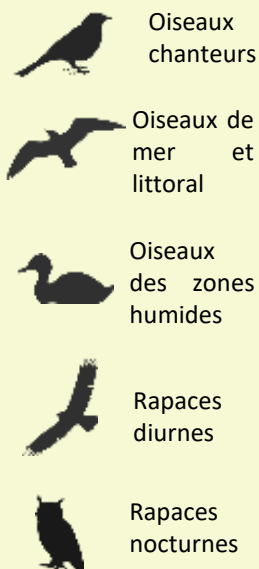 Oiseaux
chanteurs
Oiseaux de
mer et
littoral
Oiseaux
des zones
humides
Rapaces
diurnes
Rapaces
nocturnes